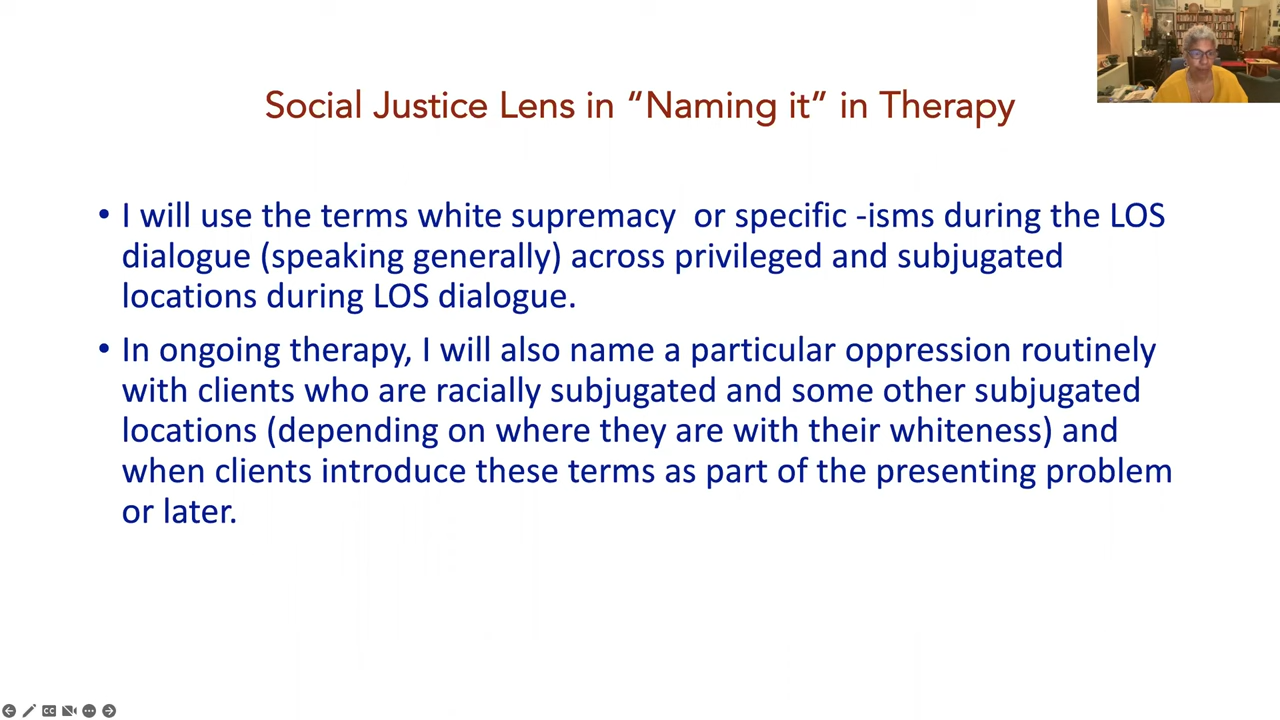 Social Justice Lens in “Naming it” in Therapy
• I will use the terms white supremacy  or specific -isms during the LOS
dialogue (speaking generally) across privileged and subjugated
locations during LOS dialogue.
• In ongoing therapy, I will also name a particular oppression routinely
with clients who are racially subjugated and some other subjugated
locations (depending on where they are with their whiteness) and
when clients introduce these terms as part of the presenting problem
or later.
CC